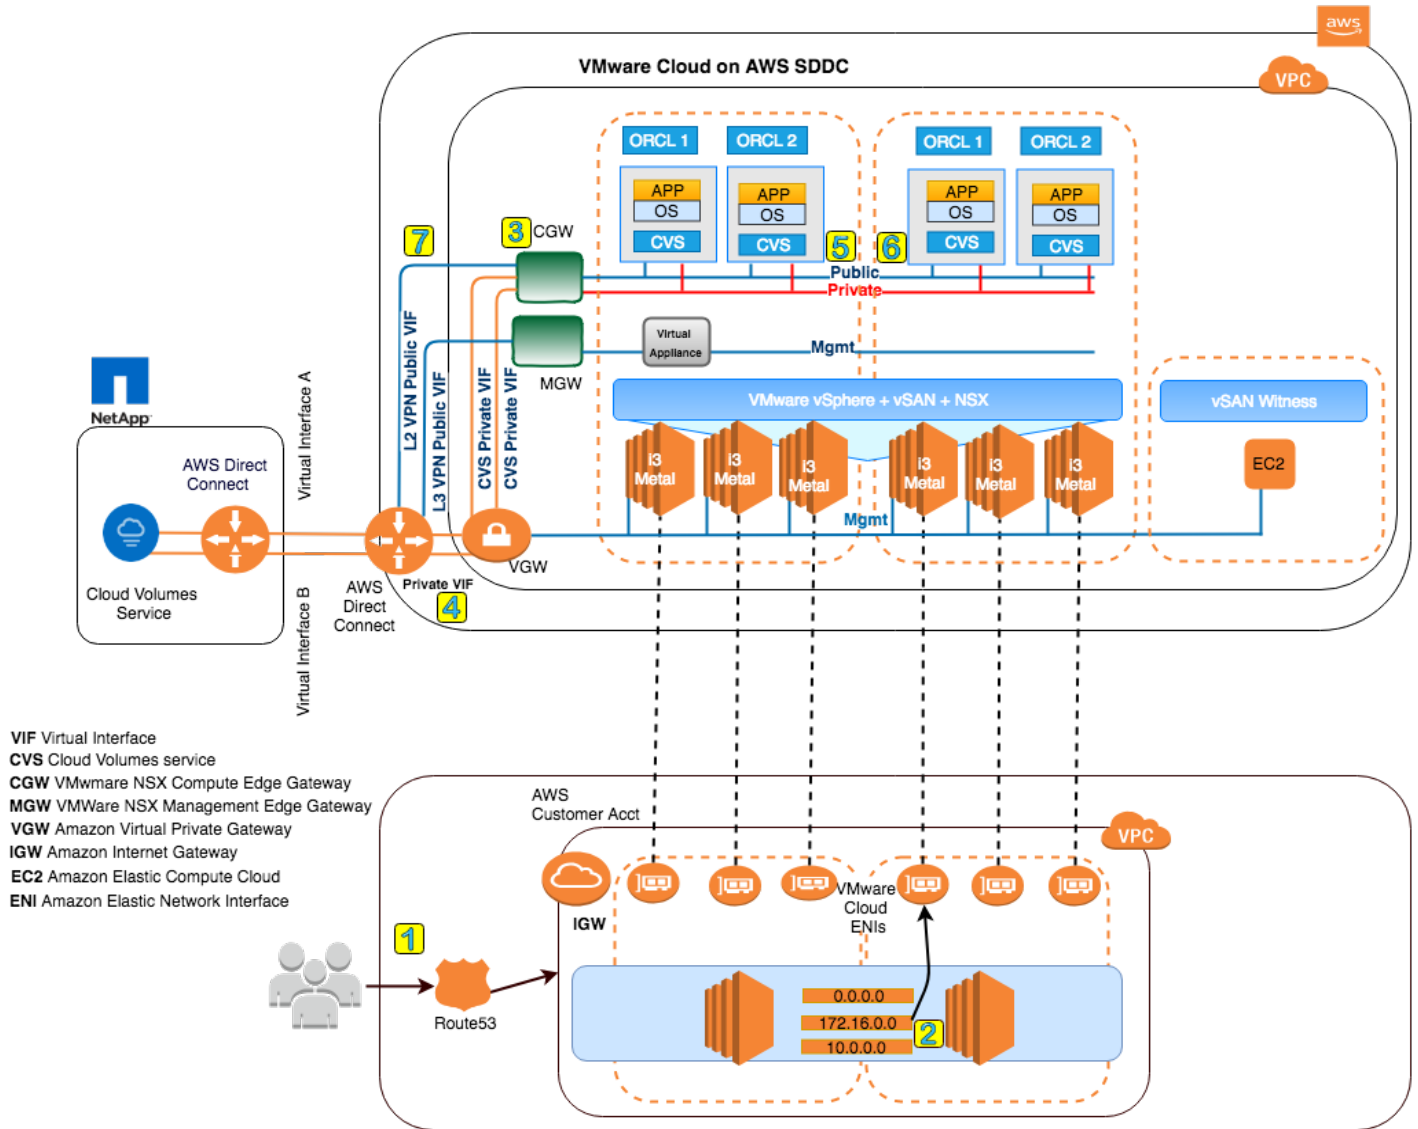 aws
VMware Cloud on AWS SDDC
VPC
ORCL 1
ORCL 2
ORCL 1
ORCL 2
APP
OS
CVS
APP
OS
CVS
APP
OS
CVS
APP
OS
CVS
7
3
CGW
5
6
Public
Private
L2 VPN Public VIF
L3 VPN Public VIF
CVS Private VIF
CVS Private VIF
MGW
Virtual
Appliance
Mgmt
VMware vSphere + vSAN + NSX
vSAN Witness
i3
Metal
i3
Metal
i3
Metal
i3
Metal
i3
Metal
i3
Metal
EC2
Mgmt
NetApp
AWS Direct
Connect
Virtual Interface A
Cloud Volumes
Service
Virtual Interface B
AWS
Direct
Connect
Private VIF
4
VGW
VIF Virtual Interface
CVS Cloud Volumes service
CGW VMwmare NSX Compute Edge Gateway
MGW VMWare NSX Management Edge Gateway
VGW Amazon Virtual Private Gateway
IGW Amazon Internet Gateway
EC2 Amazon Elastic Compute Cloud
ENI Amazon Elastic Network Interface
AWS
Customer Acct
VPC
IGW
VMware
Cloud
ENIs
1
Route53
0.0.0.0
172.16.0.0
10.0.0.0
2